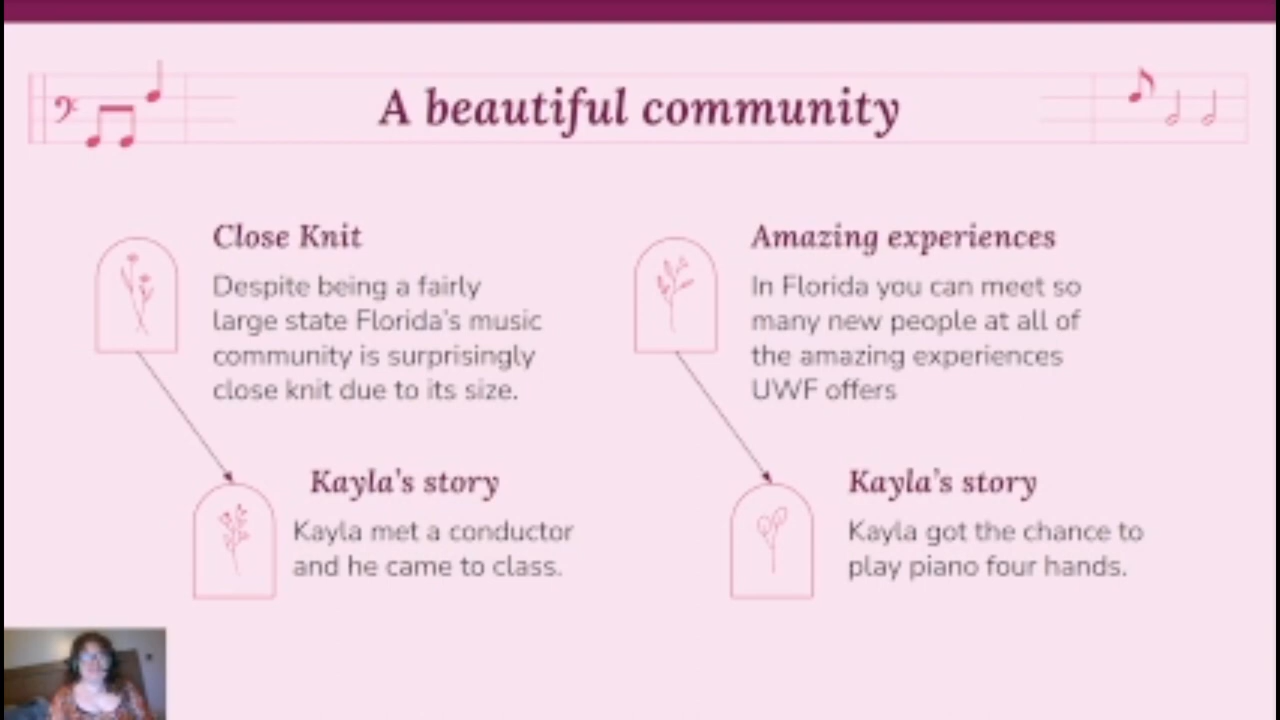 A beautiful community
Close Knit
Despite being a fairly
large state Florida's music
community is surprisingly
close knit due to its size.
Kayla's story
Kayla met a conductor
and he came to class.
Amazing experiences
In Florida you can meet so
many new people at all of
the amazing experiences
UWF offers
Kayla's story
Kayla got the chance to
play piano four hands.